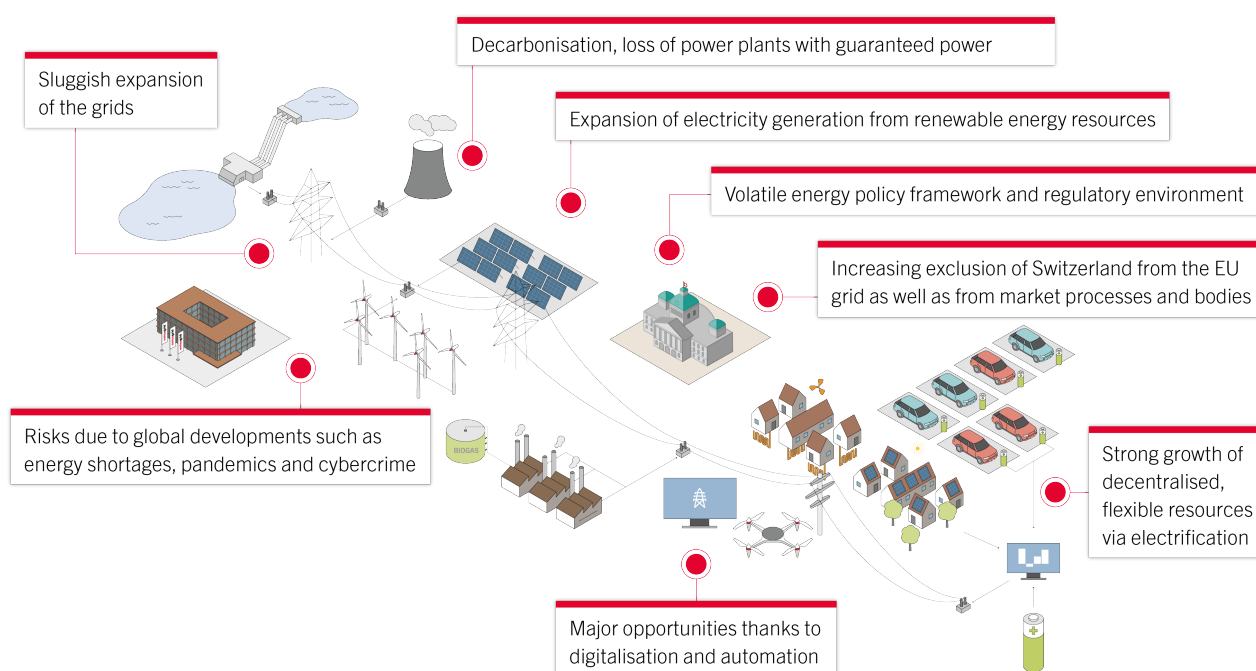 Decarbonisation, loss of power plants with guaranteed power
Sluggish expansion
of the grids
Expansion of electricity generation from renewable energy resources
Volatile energy policy framework and regulatory environment
Increasing exclusion of Switzerland from the EU
grid as well as from market processes and bodies
Risks due to global developments such as
energy shortages, pandemics and cybercrime
BIOGAS
Strong growth of
decentralised,
flexible resources
via electrification
Major opportunities thanks to
digitalisation and automation